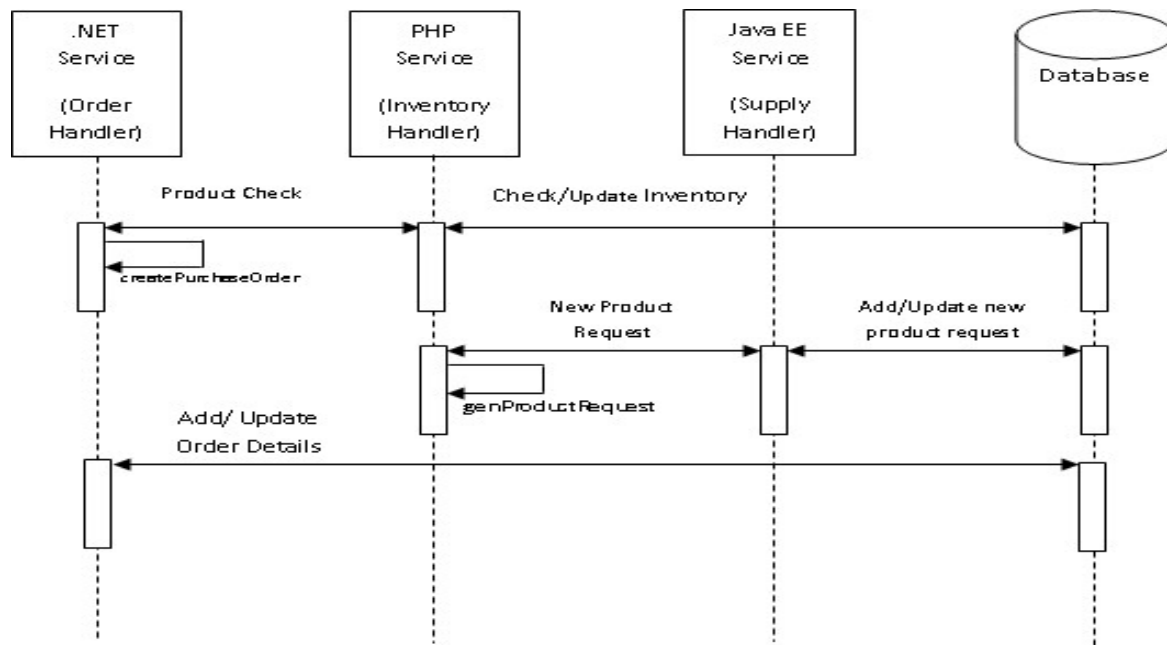 .NET
Service
(Order
Handler)
PHP
Service
(Inventory
Handler)
Java EE
Service
(Supply
Handler)
Database
Product Check
Check/Update Inventory
createPurchaseOrder
New Product
Request
Add/Update new
product request
genProductRequest
Add/ Update
Order Details